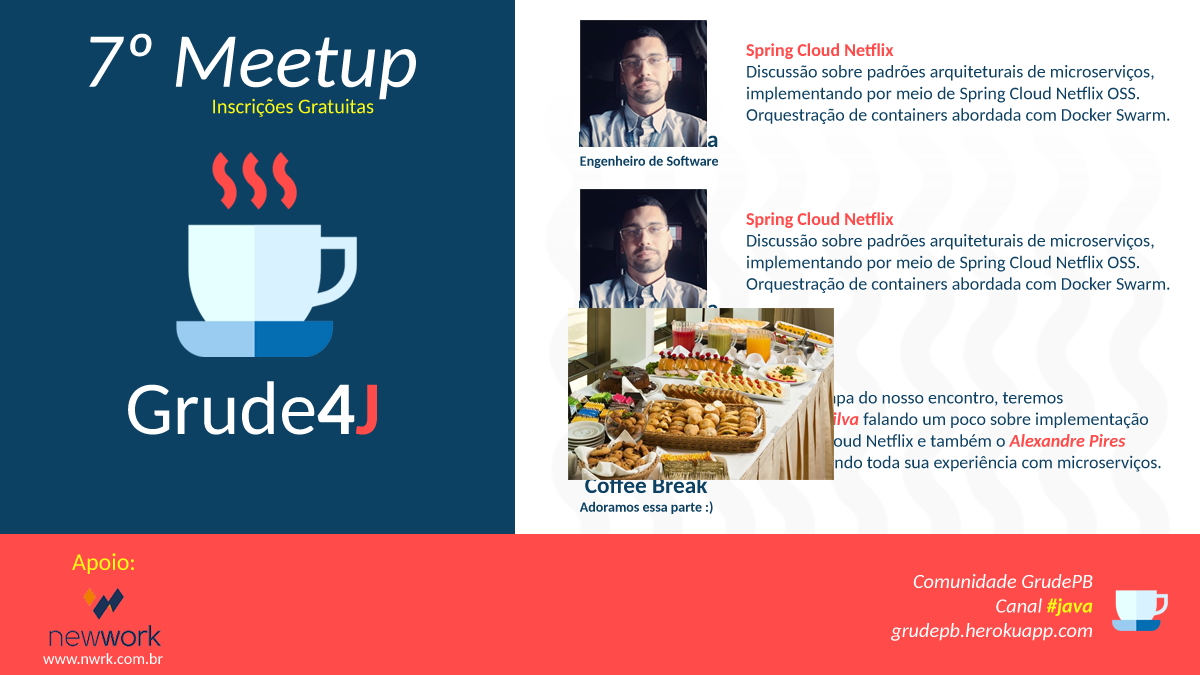 7º Meetup
Inscrições Gratuitas
Grude4J
Spring Cloud Netflix
Discussão sobre padrões arquiteturais de microserviços,
implementando por meio de Spring Cloud Netflix OSS.
Orquestração de containers abordada com Docker Swarm.
Engenheiro de Software
Spring Cloud Netflix
Discussão sobre padrões arquiteturais de microserviços,
implementando por meio de Spring Cloud Netflix OSS.
Orquestração de containers abordada com Docker Swarm.
do nosso encontro, teremos
falando um pouco sobre implementação
Netflix e também o Alexandre Pires
toda sua experiência com microserviços.
Coffee Break
Adoramos essa parte :)
Apoio:
newwork
www.nwrk.com.br
Comunidade GrudePB
Canal #java
grudepb.herokuapp.com